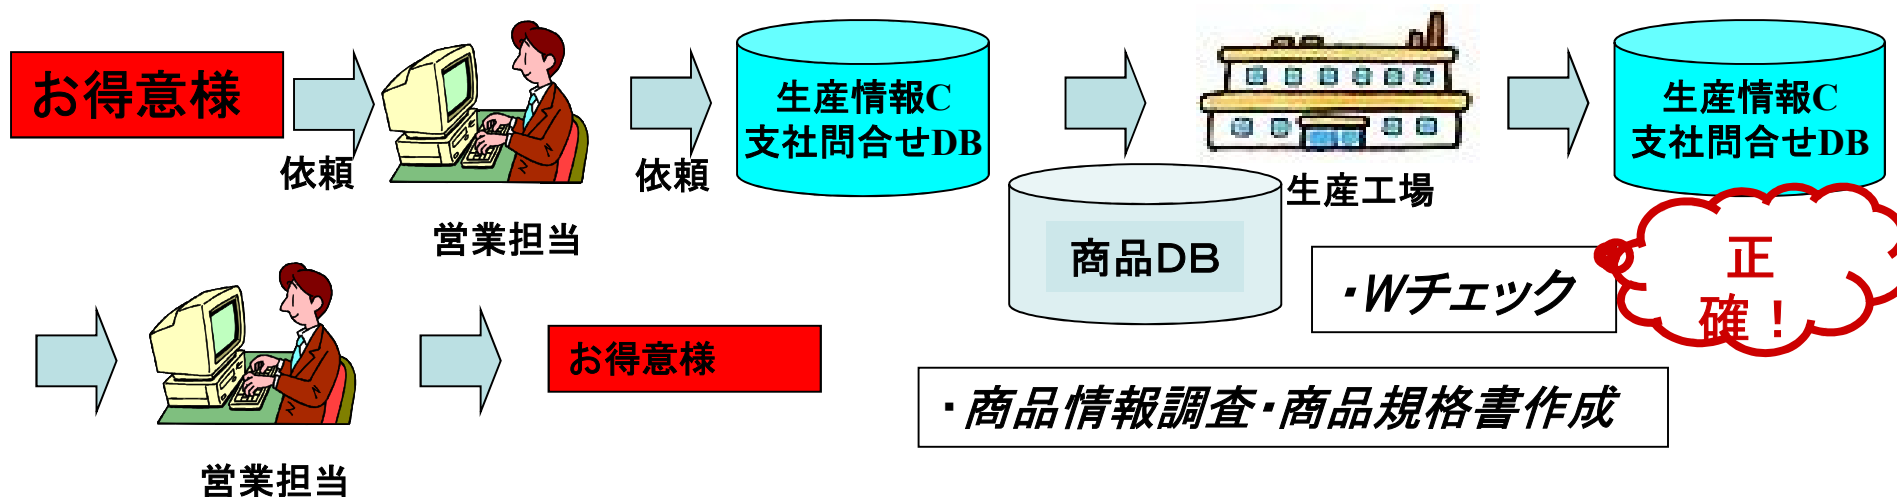 お得意様
依頼
営業担当
依頼
生産情報C
支社問合せDB
生産工場
商品DB
生産情報C
支社問合せDB
・Wチェック
正
確！
営業担当
お得意様
・商品情報調査・商品規格書作成